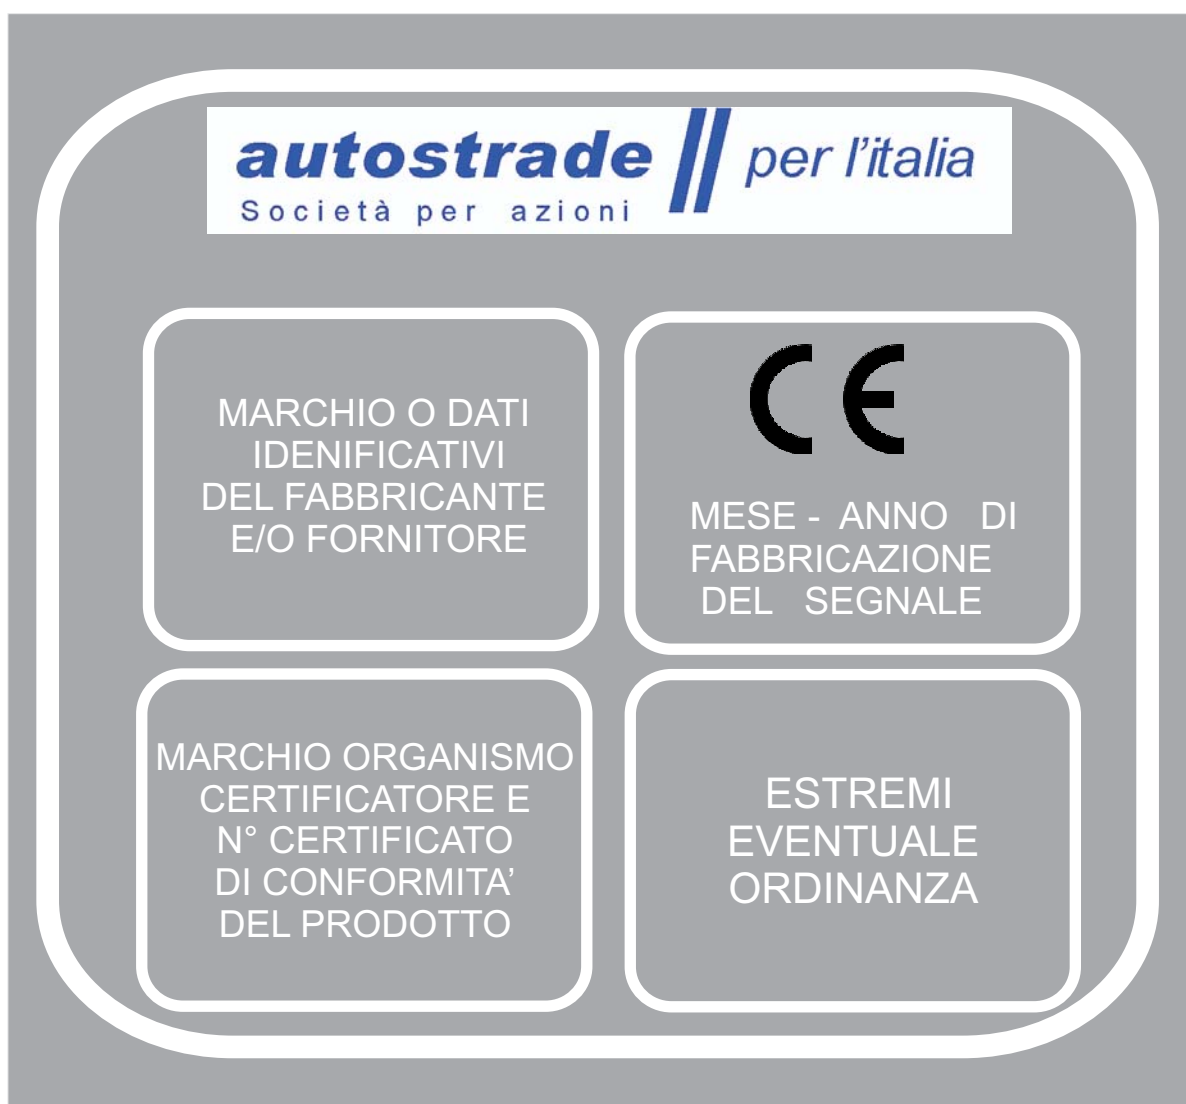 autostrade // per l'italia
Società per azioni
MARCHIO O DATI
IDENIFICATIVI
DEL FABBRICANTE
E/O FORNITORE
CE
MESE - ANNO DI
FABBRICAZIONE
DEL SEGNALE
MARCHIO ORGANISMO
CERTIFICATORE E
N° CERTIFICATO
DI CONFORMITA’
DEL PRODOTTO
ESTREMI
EVENTUALE
ORDINANZA